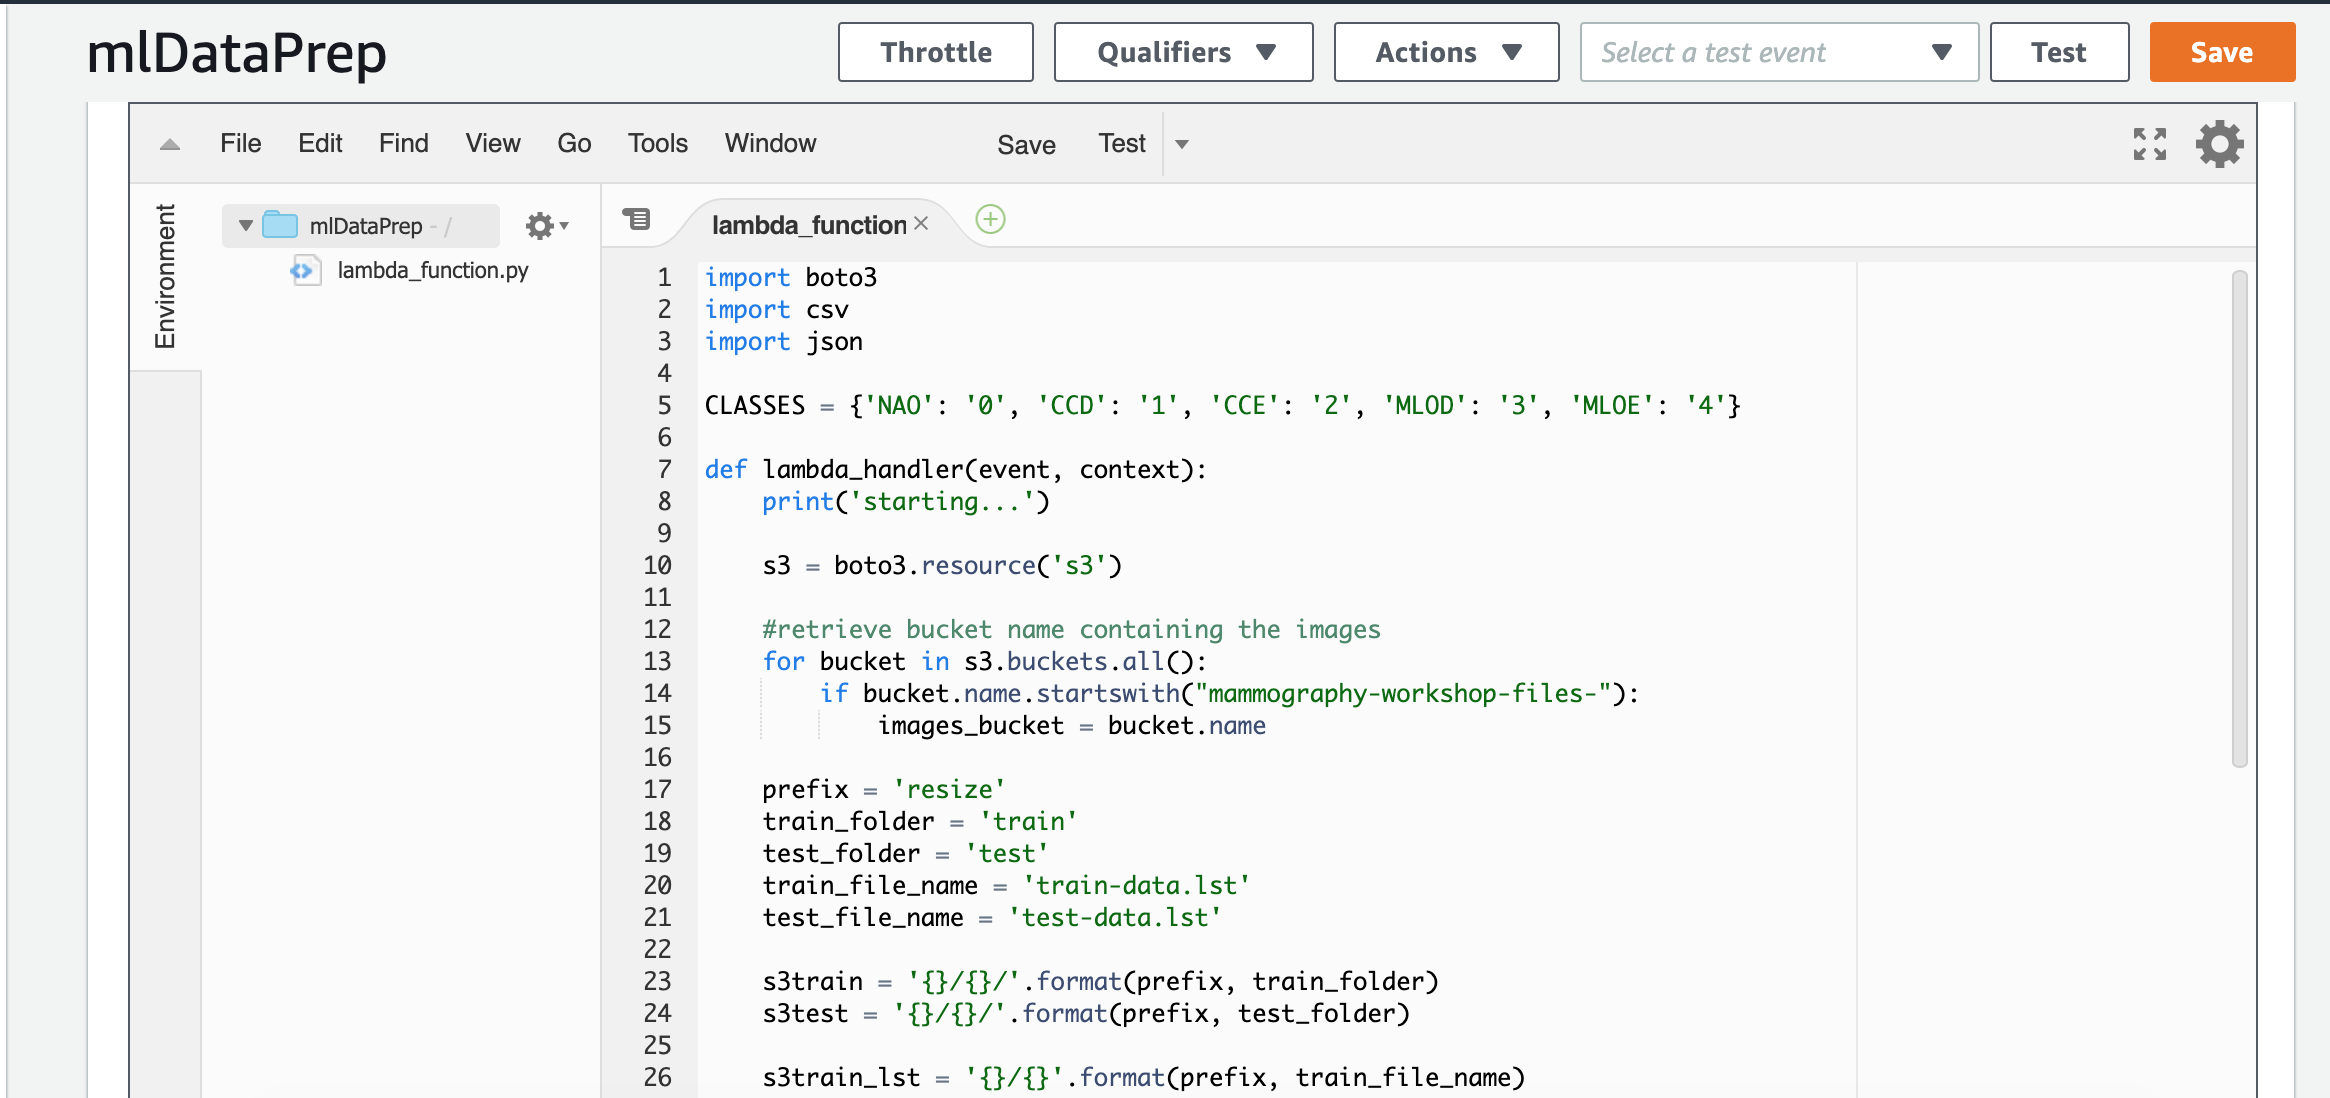 mlDataPrep
Throttle Qualifiers Actions Select a test event Test Save
File Edit Find View Go Tools Window Save Test
Environment
mlDataPrep - /
lambda_function.py
lambda_function
1 import boto3
2 import csv
3 import json
4
5 CLASSES = {'NAO': '0', 'CCD': '1', 'CCE': '2', 'MLOD': '3', 'MLOE': '4'}
6
7 def lambda_handler(event, context):
8     print('starting...')
9
10     s3 = boto3.resource('s3')
11
12     #retrieve bucket name containing the images
13     for bucket in s3.buckets.all():
14         if bucket.name.startswith("mammography-workshop-files-"):
15             images_bucket = bucket.name
16
17     prefix = 'resize'
18     train_folder = 'train'
19     test_folder = 'test'
20     train_file_name = 'train-data.lst'
21     test_file_name = 'test-data.lst'
22
23     s3train = '{}/{}/'.format(prefix, train_folder)
24     s3test = '{}/{}/'.format(prefix, test_folder)
25
26     s3train_lst = '{}/{}'.format(prefix, train_file_name)